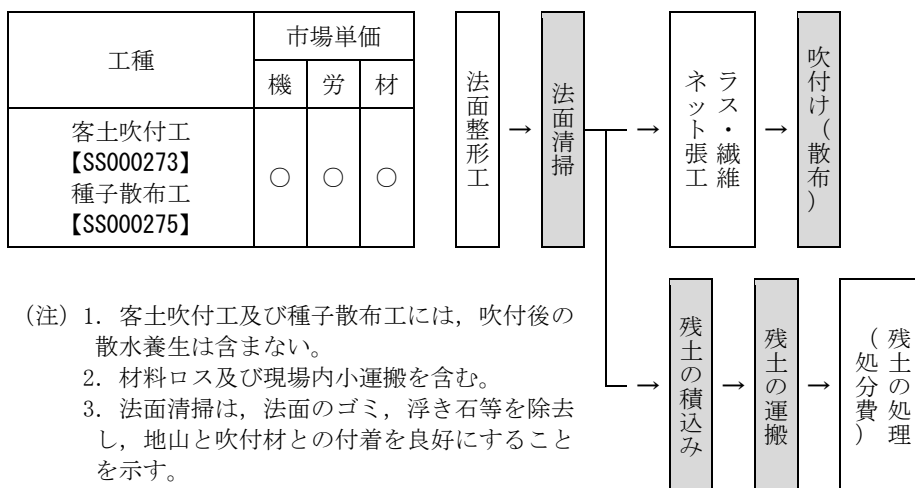 工種
市場単価
機 労 材
客土吹付工
【SS000273】
種子散布工
【SS000275】
○ ○ ○
法面整形工
→
法面清掃
→
ラス・繊維
ネット張工
→
吹付け（散布）
→
残土の積込み
→
残土の運搬
→
残土の処理
（処分費）
（注）1．客土吹付工及び種子散布工には，吹付後の
散水養生は含まない。
2．材料ロス及び現場内小運搬を含む。
3．法面清掃は，法面のゴミ，浮き石等を除去
し，地山と吹付材との付着を良好にすること
を示す。